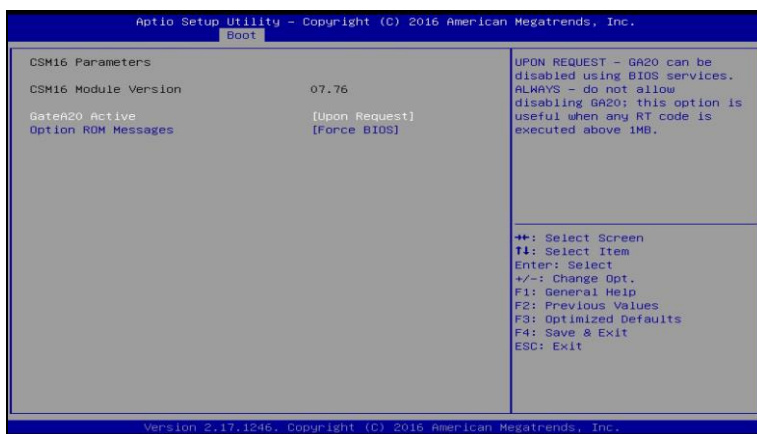 Aptio Setup Utility – Copyright (C) 2016 American Megatrends, Inc.
Boot
CSM16 Parameters
CSM16 Module Version 07.76
GateA20 Active [Upon Request]
Option ROM Messages [Force BIOS]
UPON REQUEST – GA20 can be
disabled using BIOS services.
ALWAYS – do not allow
disabling GA20; this option is
useful when any RT code is
executed above 1MB.
→←: Select Screen
↑↓: Select Item
Enter: Select
+/-: Change Opt.
F1: General Help
F2: Previous Values
F3: Optimized Defaults
F4: Save & Exit
ESC: Exit
Version 2.17.1246. Copyright (C) 2016 American Megatrends, Inc.